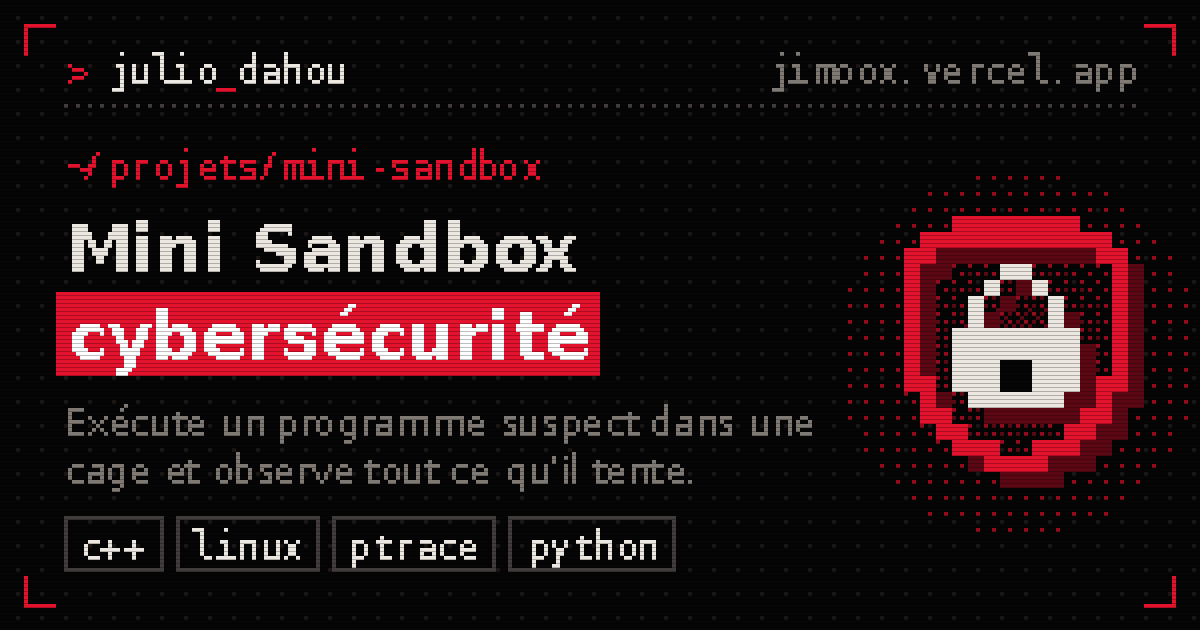 > julio_dahou
jimoox.vercel.app
~/projets/mini-sandbox
Mini Sandbox
cybersécurité
Exécute un programme suspect dans une
cage et observe tout ce qu'il tente.
c++ linux ptrace python